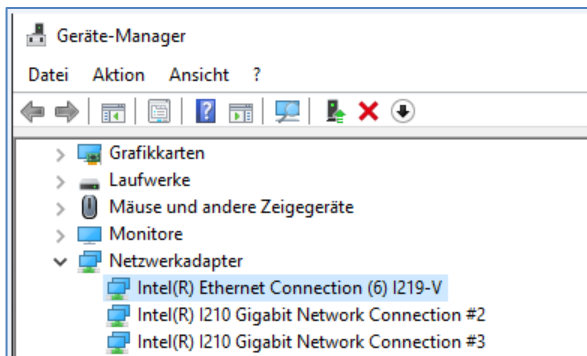 Geräte-Manager
Datei Aktion Ansicht ?
Grafikkarten
Laufwerke
Mäuse und andere Zeigegeräte
Monitore
Netzwerkadapter
Intel(R) Ethernet Connection (6) I219-V
Intel(R) I210 Gigabit Network Connection #2
Intel(R) I210 Gigabit Network Connection #3